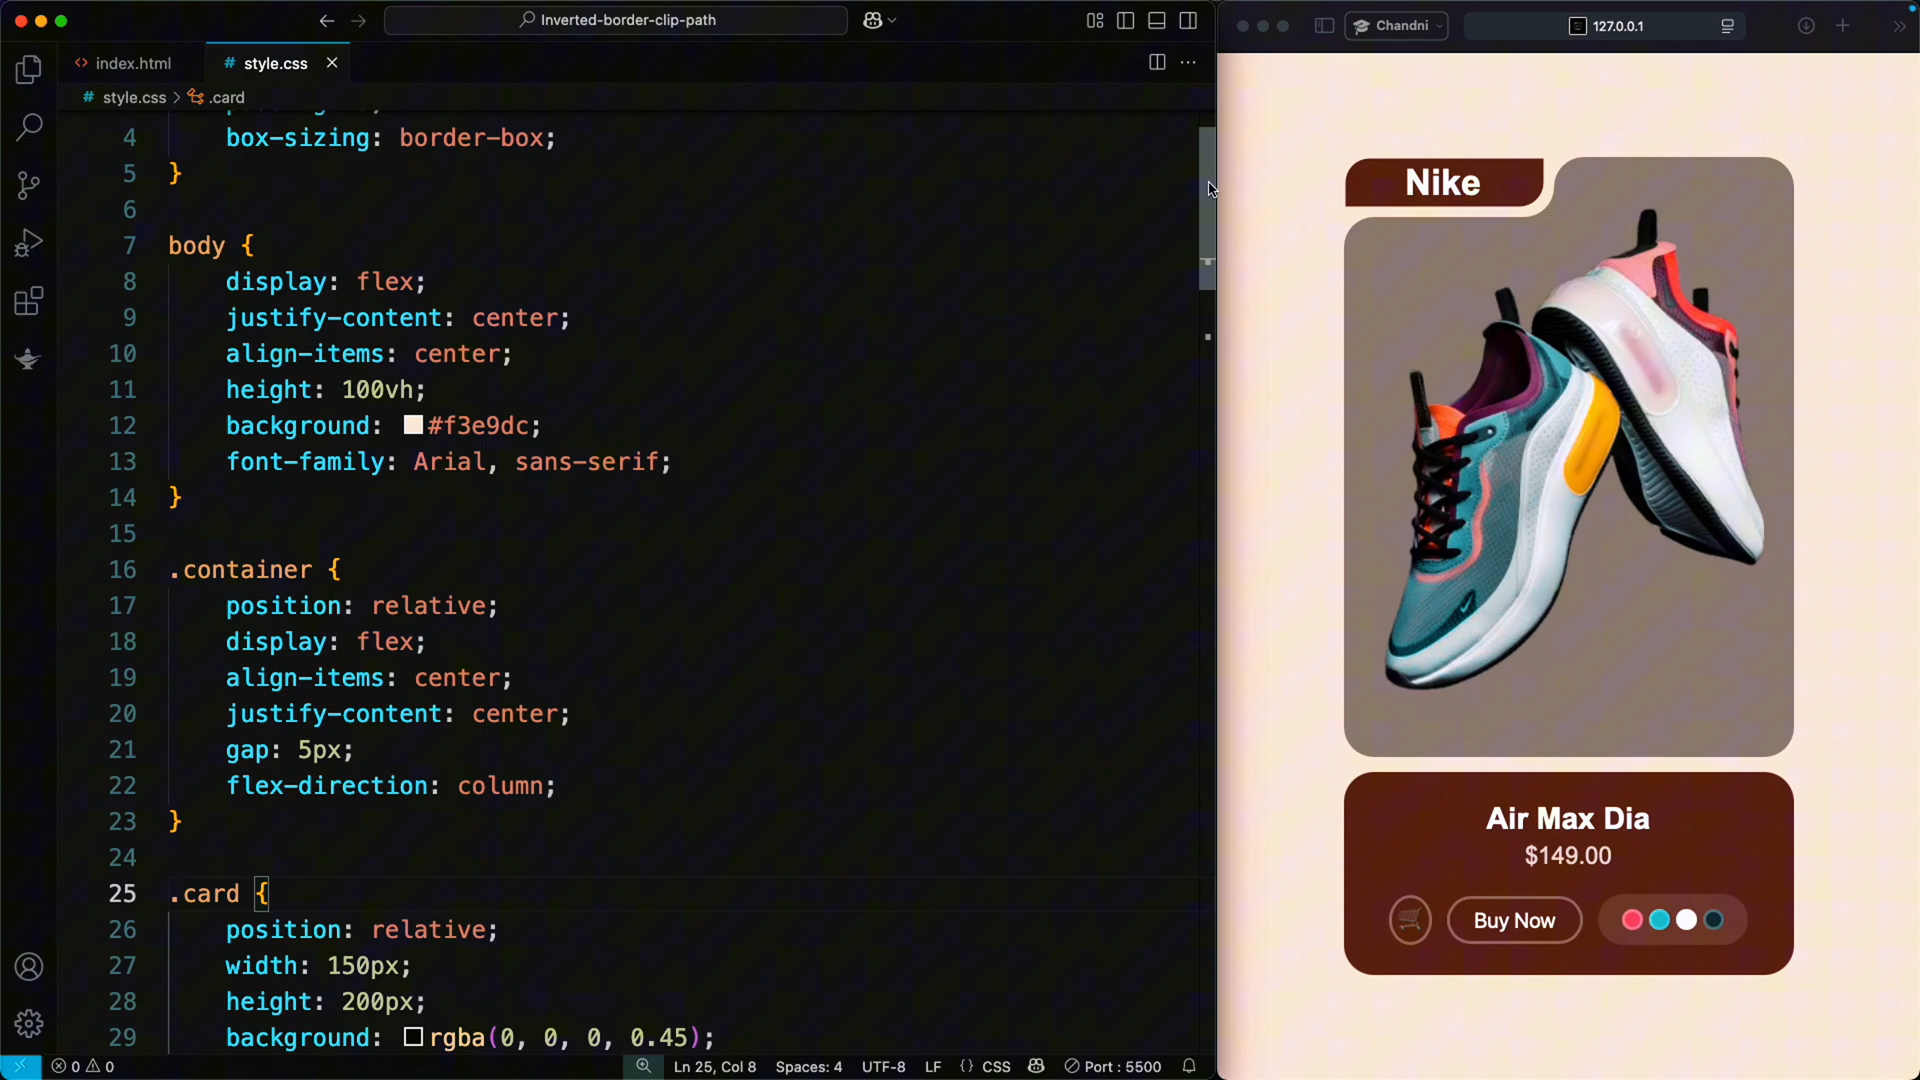 Inverted-border-clip-path
index.html
# style.css
# style.css > .card
4 box-sizing: border-box;
5 }
6
7 body {
8 display: flex;
9 justify-content: center;
10 align-items: center;
11 height: 100vh;
12 background: #f3e9dc;
13 font-family: Arial, sans-serif;
14 }
15
16 .container {
17 position: relative;
18 display: flex;
19 align-items: center;
20 justify-content: center;
21 gap: 5px;
22 flex-direction: column;
23 }
24
25 .card {
26 position: relative;
27 width: 150px;
28 height: 200px;
29 background: rgba(0, 0, 0, 0.45);
0 0
Ln 25, Col 8
Spaces: 4
UTF-8
LF
{} CSS
Port : 5500
Chandni
127.0.0.1
Nike
Air Max Dia
$149.00
Buy Now